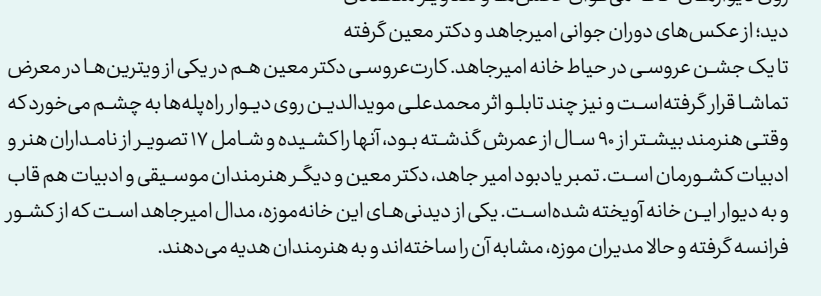 دید؛ از عکس‌های دوران جوانی امیرجاهد و دکتر معین گرفته
تا یک جشن عروسی در حیاط خانه امیرجاهد. کارت عروسی دکتر معین هم در یکی از ویترین‌ها در معرض
تماشا قرار گرفته‌است و نیز چند تابلو اثر محمدعلی مویدالدین روی دیوار راه‌پله‌ها به چشم می‌خورد که
وقتی هنرمند بیشتر از ۹۰ سال از عمرش گذشته بود، آنها را کشیده و شامل ۱۷ تصویر از نامداران هنر و
ادبیات کشورمان است. تمبر یادبود امیر جاهد، دکتر معین و دیگر هنرمندان موسیقی و ادبیات هم قاب
و به دیوار این خانه آویخته شده‌است. یکی از دیدنی‌های این خانه‌موزه، مدال امیرجاهد است که از کشور
فرانسه گرفته و حالا مدیران موزه، مشابه آن را ساخته‌اند و به هنرمندان هدیه می‌دهند.